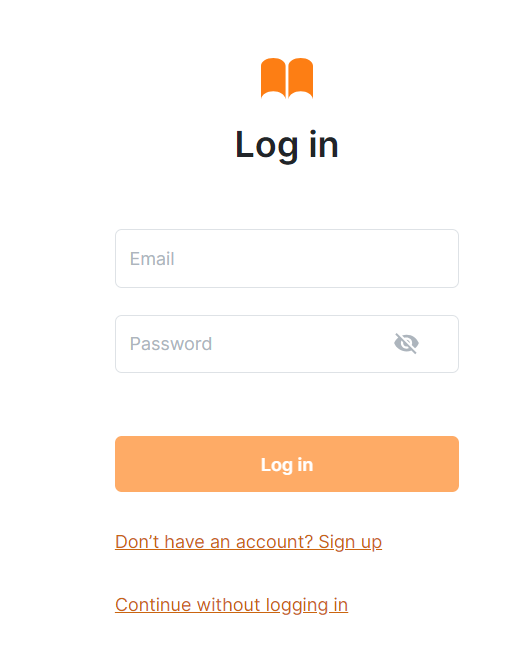 Log in
Email
Password
Log in
Don’t have an account? Sign up
Continue without logging in